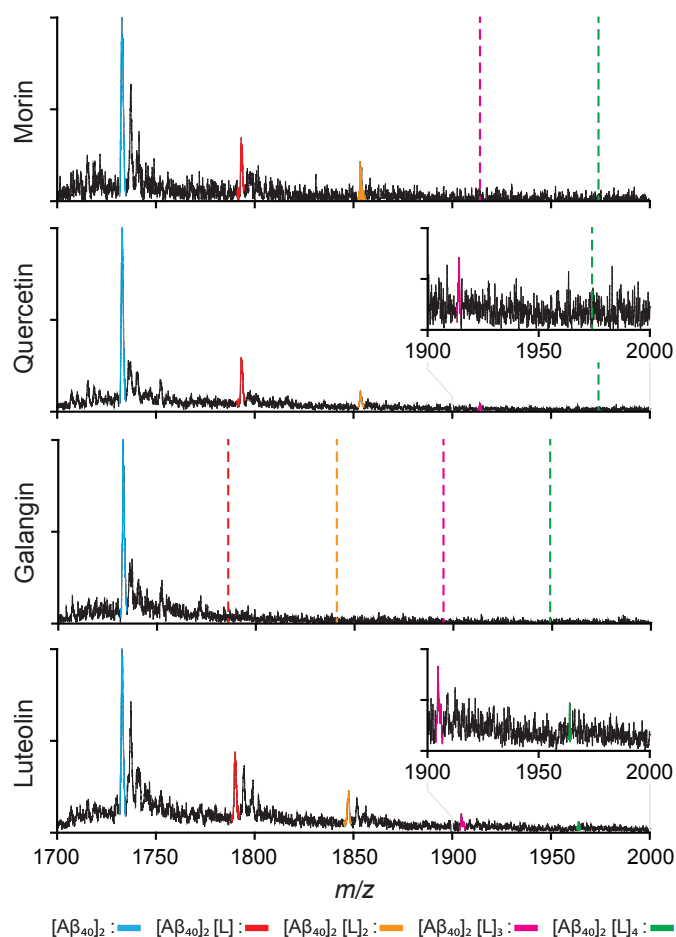 Morin
Quercetin
1900 1950 2000
Galangin
Luteolin
1900 1950 2000
1700 1750 1800 1850 1900 1950 2000
m/z
[Aβ₄₀]₂ : [Aβ₄₀]₂ [L] : [Aβ₄₀]₂ [L]₂ : [Aβ₄₀]₂ [L]₃ : [Aβ₄₀]₂ [L]₄ :